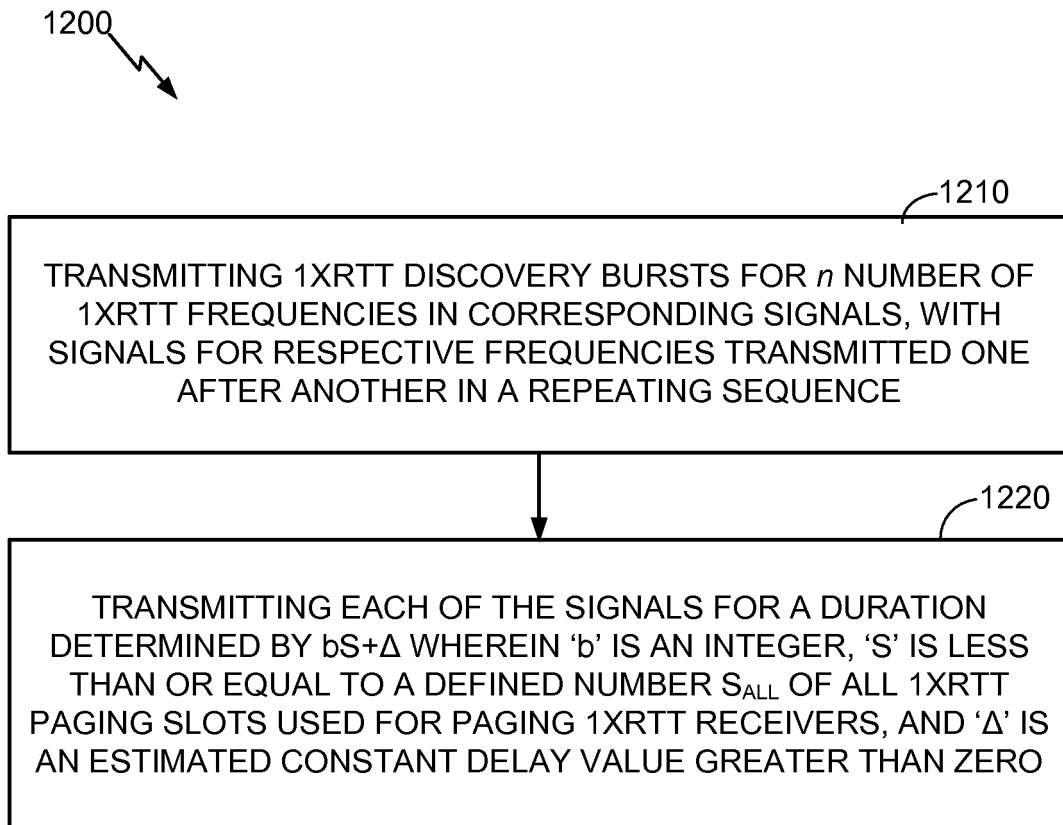 1200
1210
TRANSMITTING 1XRTT DISCOVERY BURSTS FOR n NUMBER OF
1XRTT FREQUENCIES IN CORRESPONDING SIGNALS, WITH
SIGNALS FOR RESPECTIVE FREQUENCIES TRANSMITTED ONE
AFTER ANOTHER IN A REPEATING SEQUENCE
1220
TRANSMITTING EACH OF THE SIGNALS FOR A DURATION
DETERMINED BY bS+Δ WHEREIN ‘b’ IS AN INTEGER, ‘S’ IS LESS
THAN OR EQUAL TO A DEFINED NUMBER SALL OF ALL 1XRTT
PAGING SLOTS USED FOR PAGING 1XRTT RECEIVERS, AND ‘Δ’ IS
AN ESTIMATED CONSTANT DELAY VALUE GREATER THAN ZERO